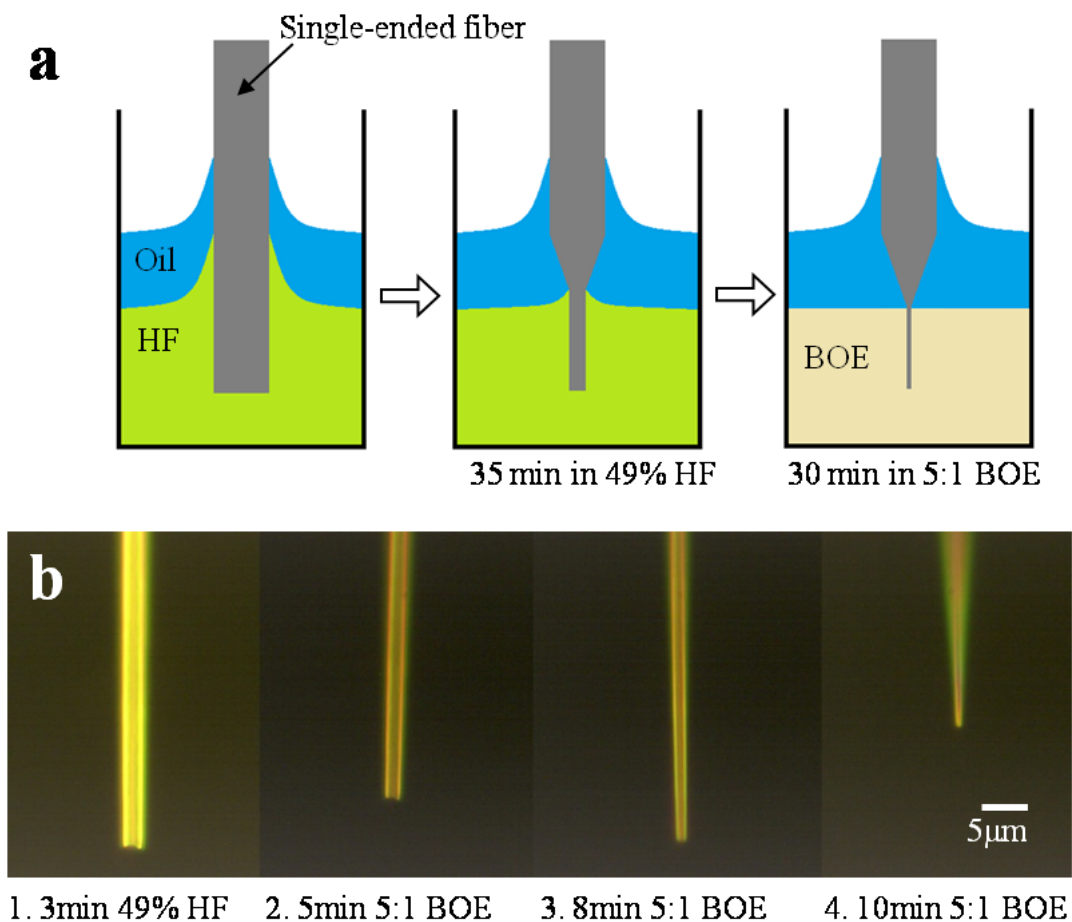 a
Single-ended fiber
Oil
HF
BOE
35 min in 49% HF
30 min in 5:1 BOE
b
5μm
1. 3min 49% HF
2. 5min 5:1 BOE
3. 8min 5:1 BOE
4. 10min 5:1 BOE